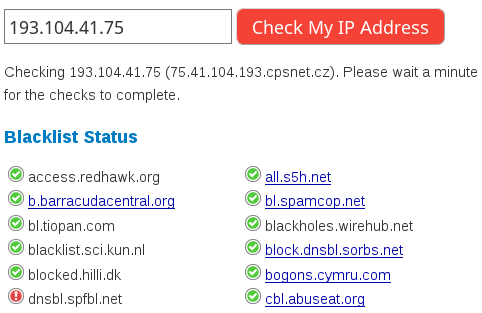 193.104.41.75 Check My IP Address
Checking 193.104.41.75 (75.41.104.193.cpsnet.cz). Please wait a minute
for the checks to complete.
Blacklist Status
access.redhawk.org all.s5h.net
b.barracudacentral.org bl.spamcop.net
bl.tiopan.com blackholes.wirehub.net
blacklist.sci.kun.nl block.dnsbl.sorbs.net
blocked.hilli.dk bogons.cymru.com
dnsbl.spfbl.net cbl.abuseat.org